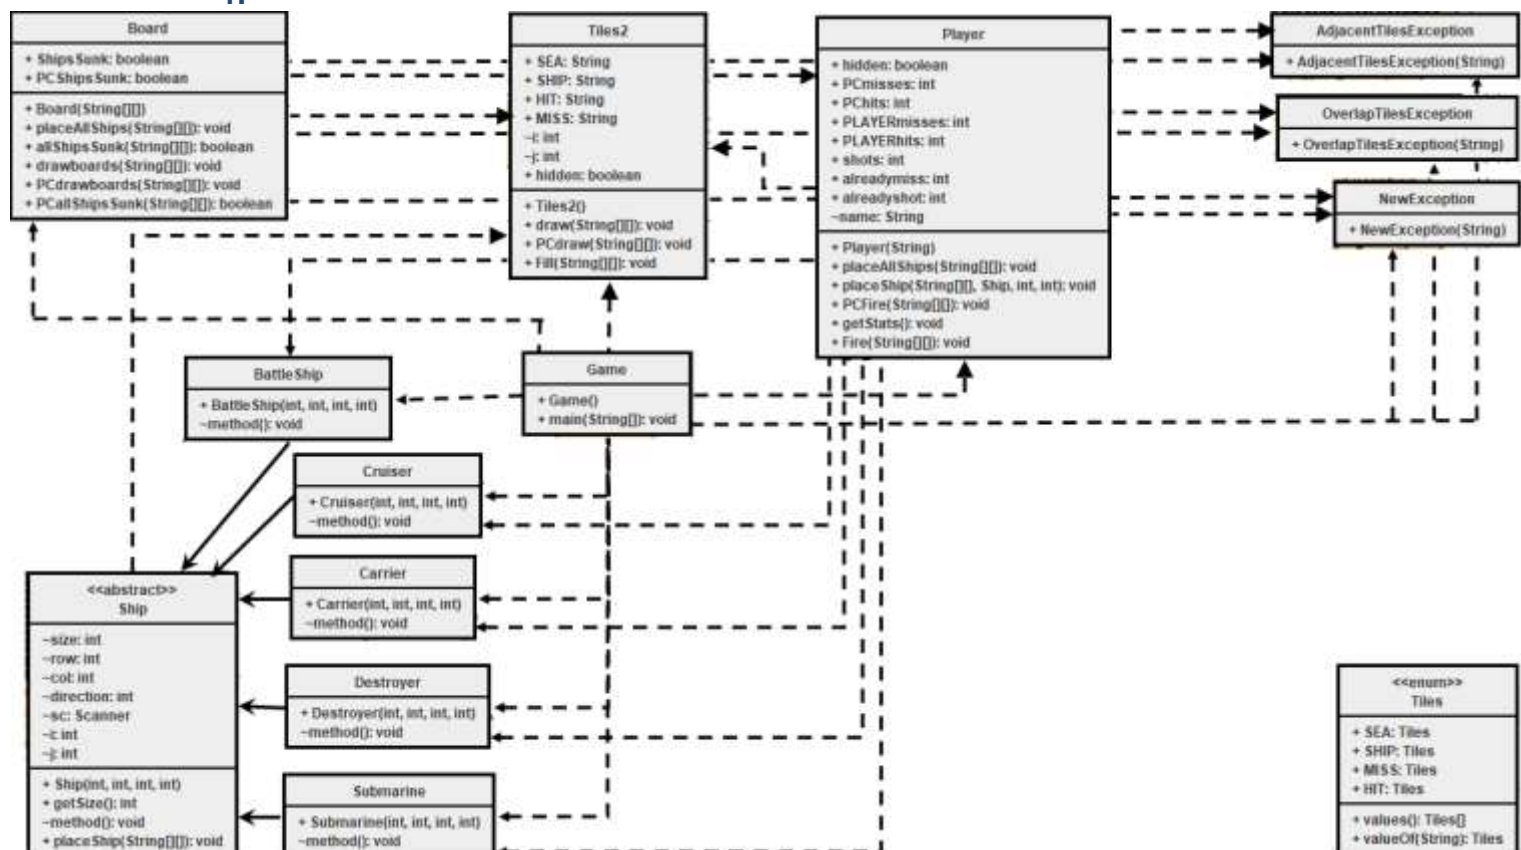 Board
+ ShipsSunk: boolean
+ PCShipsSunk: boolean
+ Board(String[][])
+ placeAllShips(String[][]): void
+ allShipsSunk(String[][]): boolean
+ drawboards(String[][]): void
+ PCdrawboards(String[][]): void
+ PCallShipsSunk(String[][]): boolean
Tiles2
+ SEA: String
+ SHIP: String
+ HIT: String
+ MISS: String
~i: int
~j: int
+ hidden: boolean
+ Tiles2()
+ draw(String[][]): void
+ PCdraw(String[][]): void
+ Fill(String[][]): void
Player
+ hidden: boolean
+ PCmisses: int
+ PChits: int
+ PLAYERmisses: int
+ PLAYERhits: int
+ shots: int
+ alreadymiss: int
+ alreadyshot: int
~name: String
+ Player(String)
+ placeAllShips(String[][]): void
+ placeShip(String[][], Ship, int, int): void
+ PCFire(String[][]): void
+ getStats(): void
+ Fire(String[][]): void
AdjacentTilesException
+ AdjacentTilesException(String)
OverlapTilesException
+ OverlapTilesException(String)
NewException
+ NewException(String)
BattleShip
+ BattleShip(int, int, int, int)
~method(): void
Game
+ Game()
+ main(String[]): void
Cruiser
+ Cruiser(int, int, int, int)
~method(): void
Carrier
+ Carrier(int, int, int, int)
~method(): void
Destroyer
+ Destroyer(int, int, int, int)
~method(): void
Submarine
+ Submarine(int, int, int, int)
~method(): void
<<abstract>>
Ship
~size: int
~row: int
~col: int
~direction: int
~sc: Scanner
~i: int
~j: int
+ Ship(int, int, int, int)
+ getSize(): int
~method(): void
+ placeShip(String[][]): void
<<enum>>
Tiles
+ SEA: Tiles
+ SHIP: Tiles
+ MISS: Tiles
+ HIT: Tiles
+ values(): Tiles[]
+ valueOf(String): Tiles